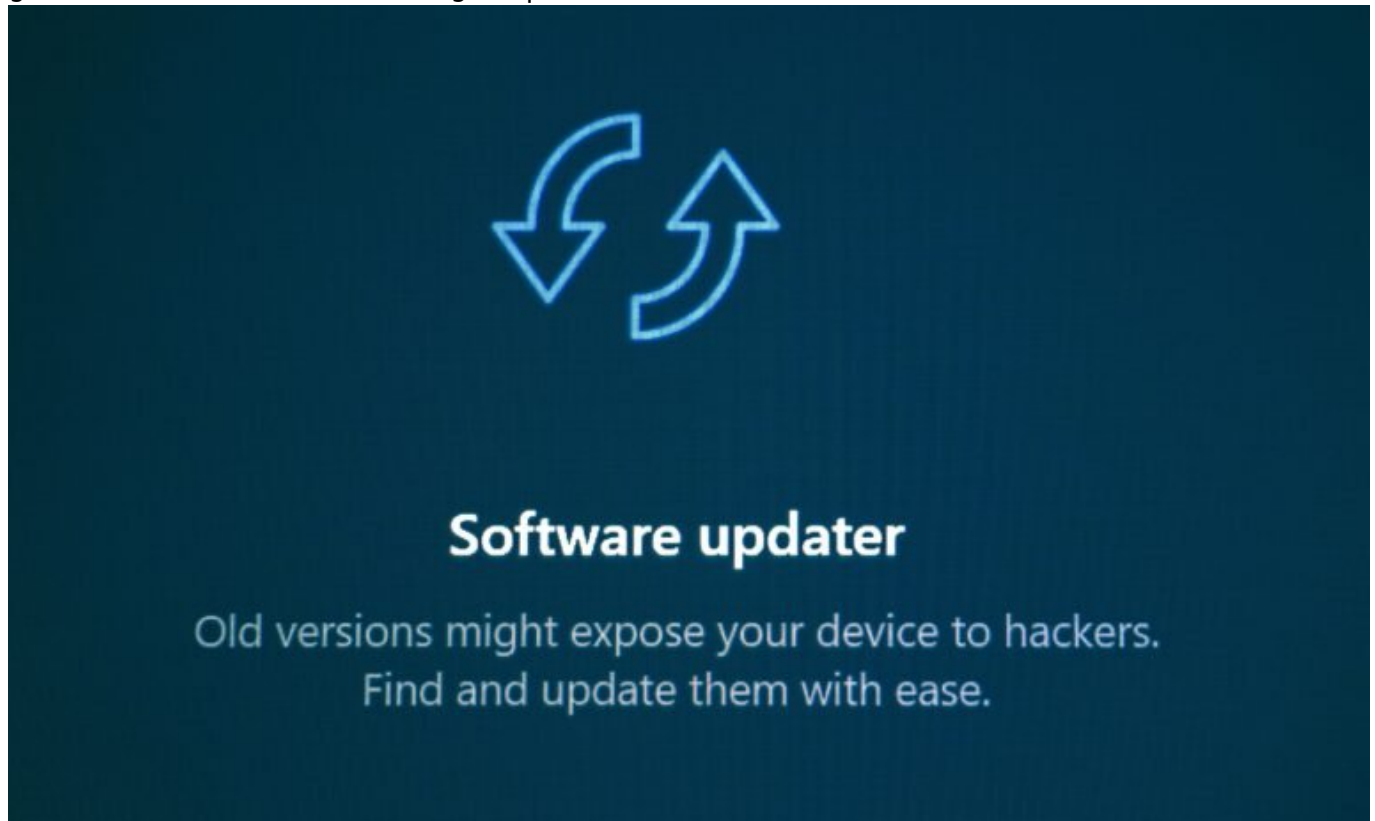 Software updater
Old versions might expose your device to hackers.
Find and update them with ease.